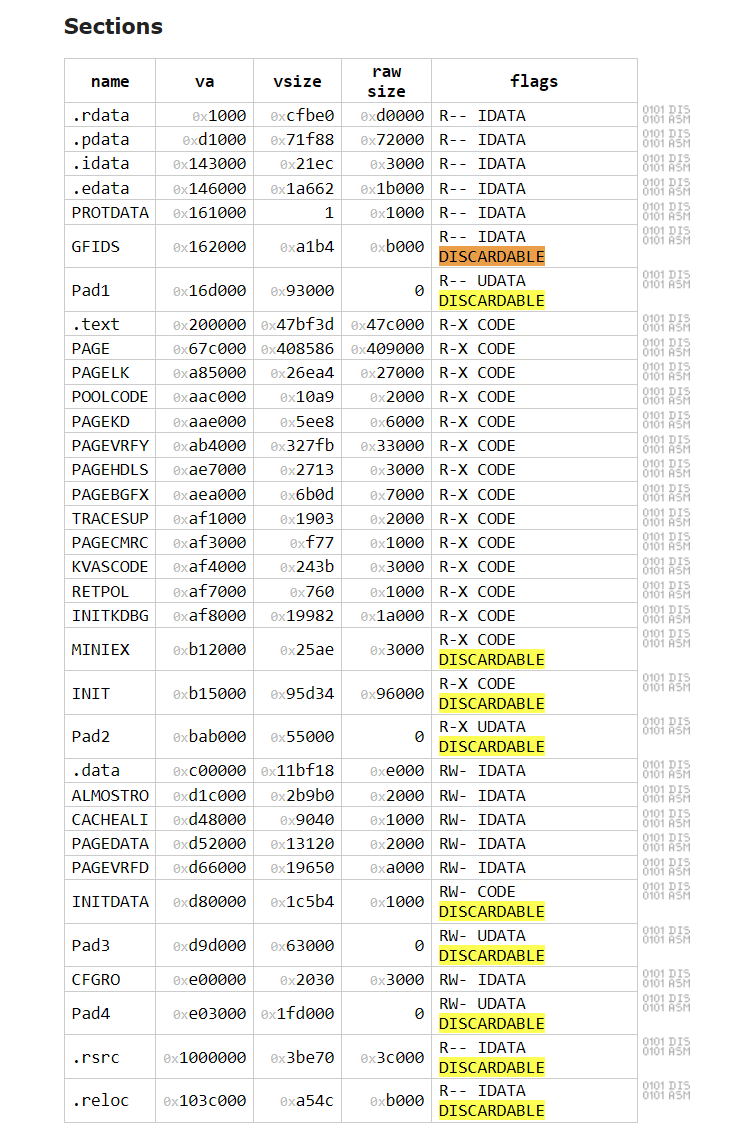 Sections
name va vsize raw size flags
.rdata 0x1000 0xcfbe0 0xd0000 R-- IDATA 0101 DIS 0101 ASM
.pdata 0xd1000 0x71f88 0x72000 R-- IDATA 0101 DIS 0101 ASM
.idata 0x143000 0x21ec 0x3000 R-- IDATA 0101 DIS 0101 ASM
.edata 0x146000 0x1a662 0x1b000 R-- IDATA 0101 DIS 0101 ASM
PROTDATA 0x161000 1 0x1000 R-- IDATA 0101 DIS 0101 ASM
GFIDS 0x162000 0xa1b4 0xb000 R-- IDATA DISCARDABLE 0101 DIS 0101 ASM
Pad1 0x16d000 0x93000 0 R-- UDATA DISCARDABLE 0101 DIS 0101 ASM
.text 0x200000 0x47bf3d 0x47c000 R-X CODE 0101 DIS 0101 ASM
PAGE 0x67c000 0x408586 0x409000 R-X CODE 0101 DIS 0101 ASM
PAGELK 0xa85000 0x26ea4 0x27000 R-X CODE 0101 DIS 0101 ASM
POOLCODE 0xaac000 0x10a9 0x2000 R-X CODE 0101 DIS 0101 ASM
PAGEKD 0xaae000 0x5ee8 0x6000 R-X CODE 0101 DIS 0101 ASM
PAGEVRFY 0xab4000 0x327fb 0x33000 R-X CODE 0101 DIS 0101 ASM
PAGEHDLS 0xae7000 0x2713 0x3000 R-X CODE 0101 DIS 0101 ASM
PAGEBGFX 0xaea000 0x6b0d 0x7000 R-X CODE 0101 DIS 0101 ASM
TRACESUP 0xaf1000 0x1903 0x2000 R-X CODE 0101 DIS 0101 ASM
PAGECMRC 0xaf3000 0xf77 0x1000 R-X CODE 0101 DIS 0101 ASM
KVASCODE 0xaf4000 0x243b 0x3000 R-X CODE 0101 DIS 0101 ASM
RETPOL 0xaf7000 0x760 0x1000 R-X CODE 0101 DIS 0101 ASM
INITKDBG 0xaf8000 0x19982 0x1a000 R-X CODE 0101 DIS 0101 ASM
MINIEX 0xb12000 0x25ae 0x3000 R-X CODE DISCARDABLE 0101 DIS 0101 ASM
INIT 0xb15000 0x95d34 0x96000 R-X CODE DISCARDABLE 0101 DIS 0101 ASM
Pad2 0xbab000 0x55000 0 R-X UDATA DISCARDABLE 0101 DIS 0101 ASM
.data 0xc00000 0x11bf18 0xe000 RW- IDATA 0101 DIS 0101 ASM
ALMOSTRO 0xd1c000 0x2b9b0 0x2000 RW- IDATA 0101 DIS 0101 ASM
CACHEALI 0xd48000 0x9040 0x1000 RW- IDATA 0101 DIS 0101 ASM
PAGEDATA 0xd52000 0x13120 0x2000 RW- IDATA 0101 DIS 0101 ASM
PAGEVRFD 0xd66000 0x19650 0xa000 RW- IDATA 0101 DIS 0101 ASM
INITDATA 0xd80000 0x1c5b4 0x1000 RW- CODE DISCARDABLE 0101 DIS 0101 ASM
Pad3 0xd9d000 0x63000 0 RW- UDATA DISCARDABLE 0101 DIS 0101 ASM
CFGRO 0xe00000 0x2030 0x3000 RW- IDATA 0101 DIS 0101 ASM
Pad4 0xe03000 0x1fd000 0 RW- UDATA DISCARDABLE 0101 DIS 0101 ASM
.rsrc 0x1000000 0x3be70 0x3c000 R-- IDATA DISCARDABLE 0101 DIS 0101 ASM
.reloc 0x103c000 0xa54c 0xb000 R-- IDATA DISCARDABLE 0101 DIS 0101 ASM